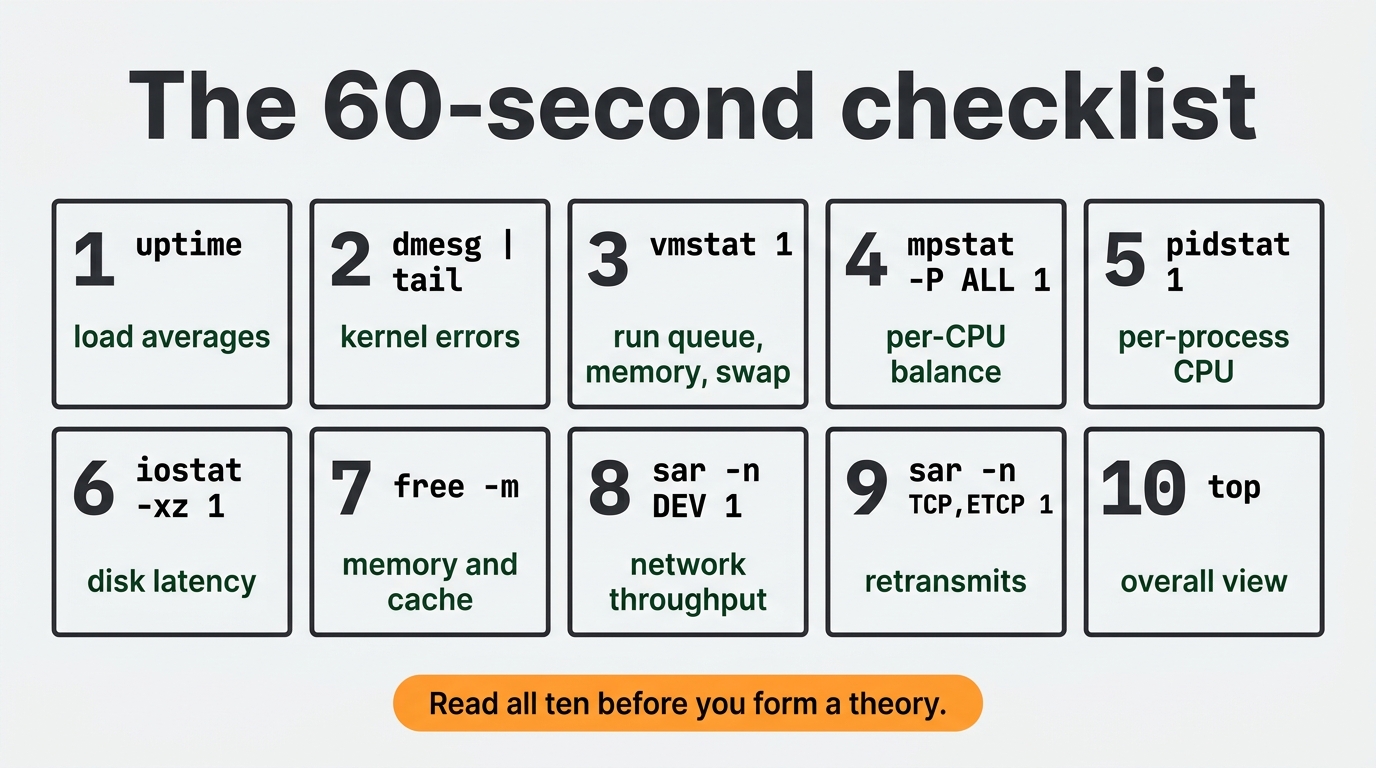 The 60-second checklist
1 uptime
load averages
2 dmesg |
tail
kernel errors
3 vmstat 1
run queue,
memory, swap
4 mpstat
-P ALL 1
per-CPU
balance
5 pidstat
1
per-process
CPU
6 iostat
-xz 1
disk latency
7 free -m
memory and
cache
8 sar -n
DEV 1
network
throughput
9 sar -n
TCP,ETCP 1
retransmits
10 top
overall view
Read all ten before you form a theory.